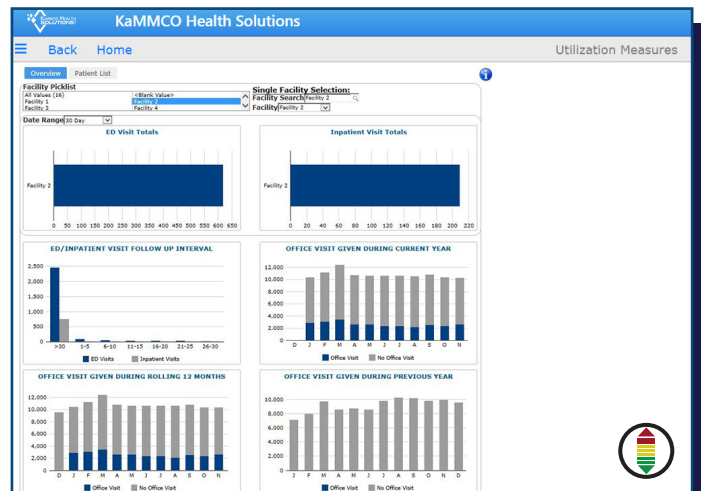 KAMMCO HEALTH
SOLUTIONS
KaMMCO Health Solutions
Back Home Utilization Measures
Overview Patient List
Facility Picklist
All Values (16) <Blank Value>
Facility 1 Facility 2
Facility 3 Facility 4
Single Facility Selection:
Facility Search Facility 2
Facility Facility 2
Date Range 30 Day
ED Visit Totals
Facility 2
0 50 100 150 200 250 300 350 400 450 500 550 600 650
Inpatient Visit Totals
Facility 2
0 20 40 60 80 100 120 140 160 180 200 220
ED/INPATIENT VISIT FOLLOW UP INTERVAL
2,500
2,000
1,500
1,000
500
0
>30 1-5 6-10 11-15 16-20 21-25 26-30
ED Visits Inpatient Visits
OFFICE VISIT GIVEN DURING CURRENT YEAR
12,000
10,000
8,000
6,000
4,000
2,000
0
D J F M A M J J A S O N
Office Visit No Office Visit
OFFICE VISIT GIVEN DURING ROLLING 12 MONTHS
12,000
10,000
8,000
6,000
4,000
2,000
0
D J F M A M J J A S O N
Office Visit No Office Visit
OFFICE VISIT GIVEN DURING PREVIOUS YEAR
10,000
8,000
6,000
4,000
2,000
0
J F M A M J J A S O N D
Office Visit No Office Visit